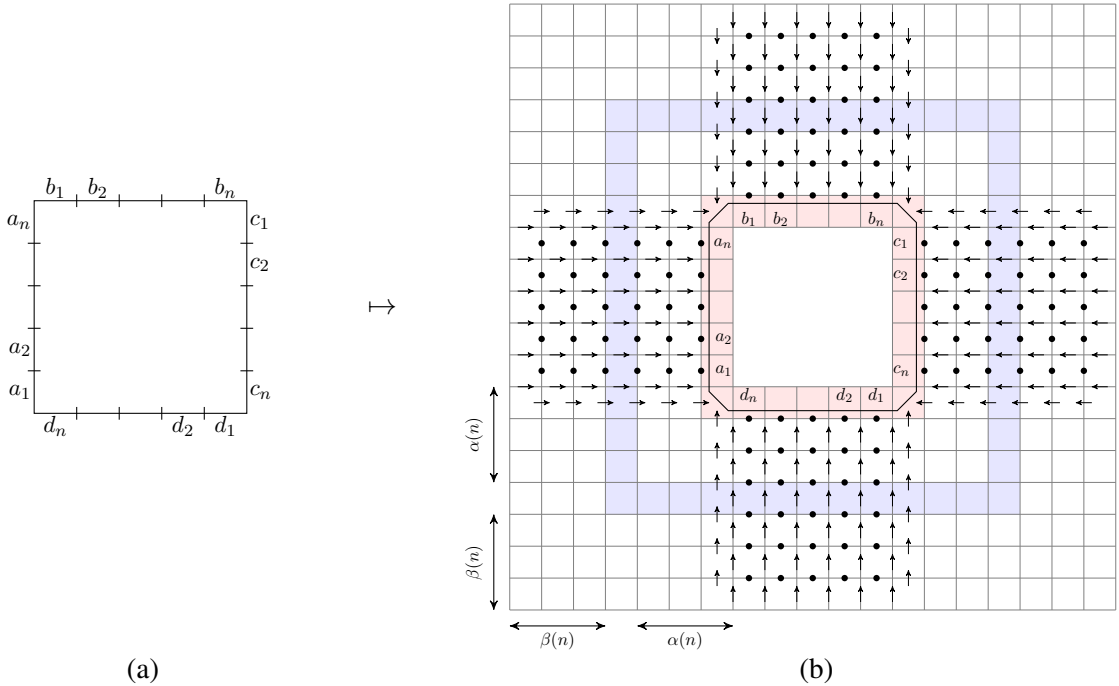 b₁ b₂ bₙ
aₙ c₁
c₂
a₂
a₁ cₙ
dₙ d₂ d₁
↦
b₁ b₂ bₙ
aₙ c₁
c₂
a₂
a₁ cₙ
dₙ d₂ d₁
α(n)
β(n)
β(n) α(n)
(a) (b)